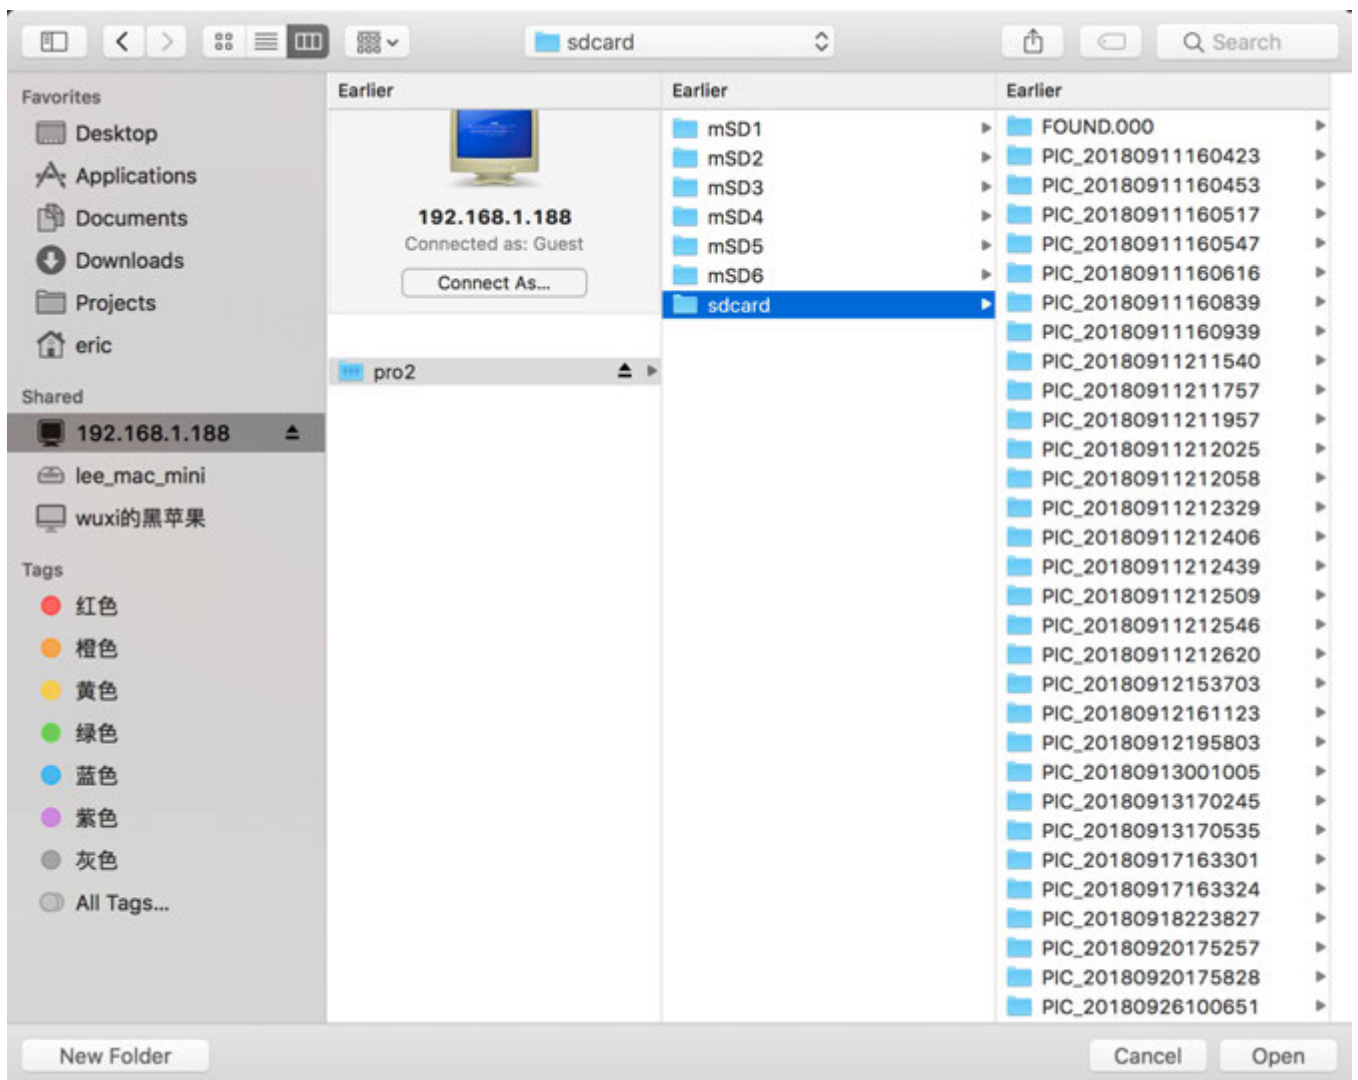 sdcard
Search
Favorites
Desktop
Applications
Documents
Downloads
Projects
eric
Shared
192.168.1.188
lee_mac_mini
wuxi的黑苹果
Tags
红色
橙色
黄色
绿色
蓝色
紫色
灰色
All Tags...
Earlier
192.168.1.188
Connected as: Guest
Connect As...
pro2
Earlier
mSD1
mSD2
mSD3
mSD4
mSD5
mSD6
sdcard
Earlier
FOUND.000
PIC_20180911160423
PIC_20180911160453
PIC_20180911160517
PIC_20180911160547
PIC_20180911160616
PIC_20180911160839
PIC_20180911160939
PIC_20180911211540
PIC_20180911211757
PIC_20180911211957
PIC_20180911212025
PIC_20180911212058
PIC_20180911212329
PIC_20180911212406
PIC_20180911212439
PIC_20180911212509
PIC_20180911212546
PIC_20180911212620
PIC_20180912153703
PIC_20180912161123
PIC_20180912195803
PIC_20180913001005
PIC_20180913170245
PIC_20180913170535
PIC_20180917163301
PIC_20180917163324
PIC_20180918223827
PIC_20180920175257
PIC_20180920175828
PIC_20180926100651
New Folder
Cancel
Open